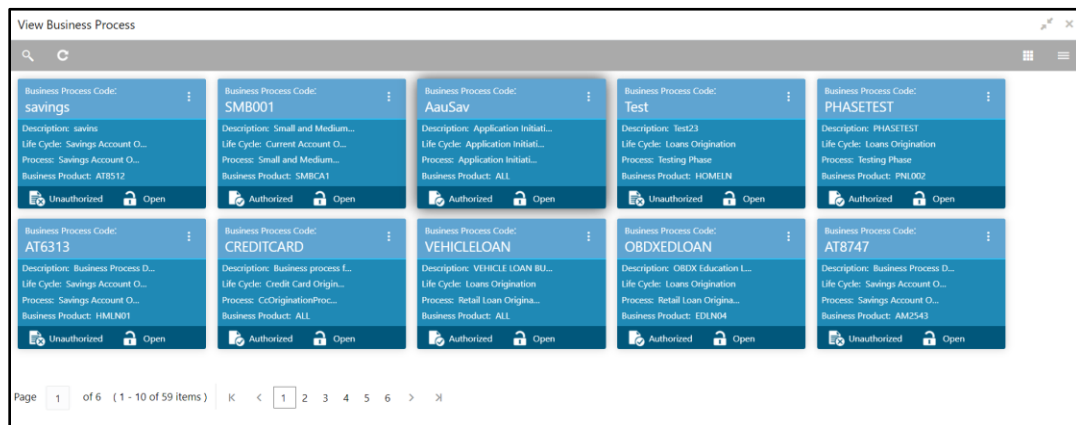 View Business Process
Business Process Code:
savings
Description: savins
Life Cycle: Savings Account O...
Process: Savings Account O...
Business Product: AT8512
Unauthorized Open
Business Process Code:
SMB001
Description: Small and Medium...
Life Cycle: Current Account O...
Process: Small and Medium...
Business Product: SMBCA1
Authorized Open
Business Process Code:
AauSav
Description: Application Initiati...
Life Cycle: Application Initiati...
Process: Application Initiati...
Business Product: ALL
Authorized Open
Business Process Code:
Test
Description: Test23
Life Cycle: Loans Origination
Process: Testing Phase
Business Product: HOMELN
Unauthorized Open
Business Process Code:
PHASETEST
Description: PHASETEST
Life Cycle: Loans Origination
Process: Testing Phase
Business Product: PNL002
Authorized Open
Business Process Code:
AT6313
Description: Business Process D...
Life Cycle: Savings Account O...
Process: Savings Account O...
Business Product: HMLN01
Unauthorized Open
Business Process Code:
CREDITCARD
Description: Business process f...
Life Cycle: Credit Card Origin...
Process: CcOriginationProc...
Business Product: ALL
Authorized Open
Business Process Code:
VEHICLELOAN
Description: VEHICLE LOAN BU...
Life Cycle: Loans Origination
Process: Retail Loan Origina...
Business Product: ALL
Authorized Open
Business Process Code:
OBDXEDLOAN
Description: OBDX Education L...
Life Cycle: Loans Origination
Process: Retail Loan Origina...
Business Product: EDLN04
Authorized Open
Business Process Code:
AT8747
Description: Business Process D...
Life Cycle: Savings Account O...
Process: Savings Account O...
Business Product: AM2543
Unauthorized Open
Page 1 of 6 ( 1 - 10 of 59 items ) 1 2 3 4 5 6